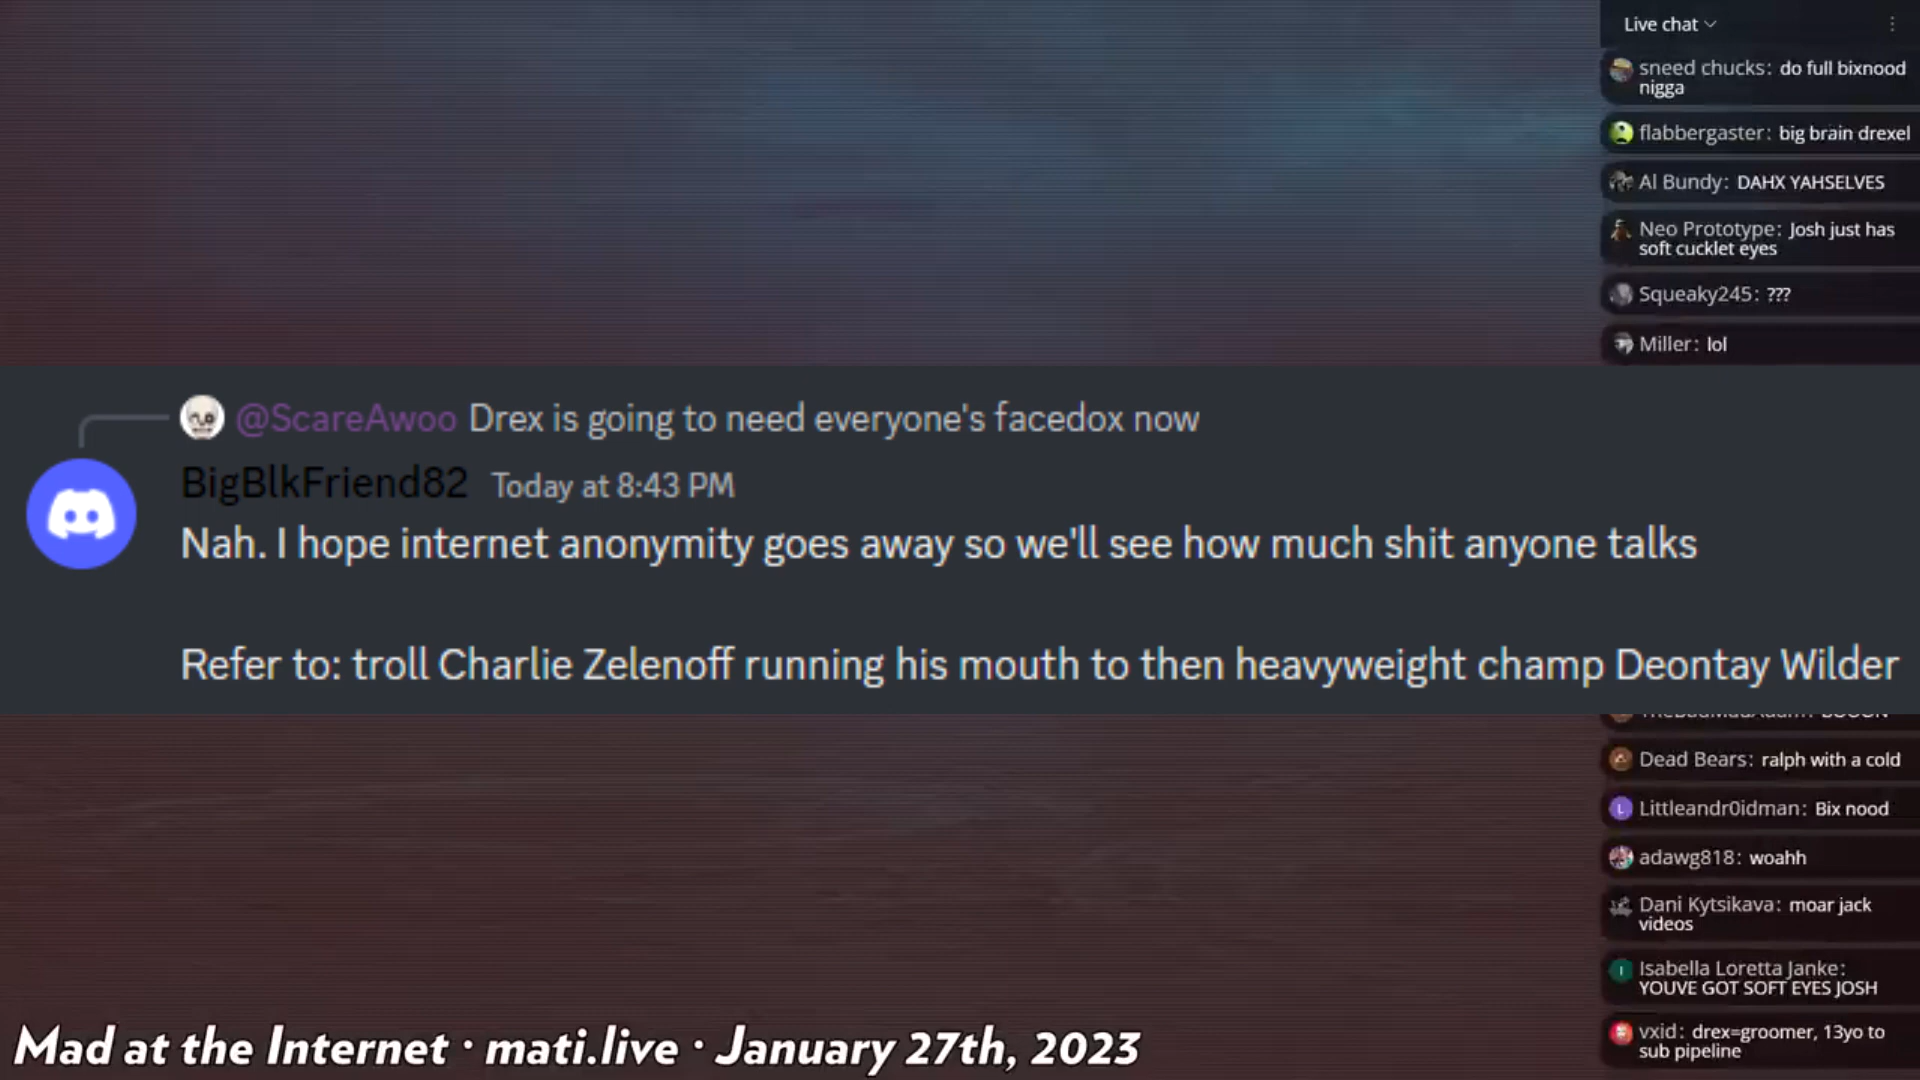 Live chat
sneed chucks: do full bixnood
nigga
flabbergaster: big brain drexel
Al Bundy: DAHX YAHSELVES
Neo Prototype: Josh just has
soft cucklet eyes
Squeaky245: ???
Miller: lol
@ScareAwoo Drex is going to need everyone's facedox now
BigBlkFriend82 Today at 8:43 PM
Nah. I hope internet anonymity goes away so we'll see how much shit anyone talks
Refer to: troll Charlie Zelenoff running his mouth to then heavyweight champ Deontay Wilder
Dead Bears: ralph with a cold
Littleandr0idman: Bix nood
adawg818: woahh
Dani Kytsikava: moar jack
videos
Isabella Loretta Janke:
YOUVE GOT SOFT EYES JOSH
vxid: drex=groomer, 13yo to
sub pipeline
Mad at the Internet · mati.live · January 27th, 2023